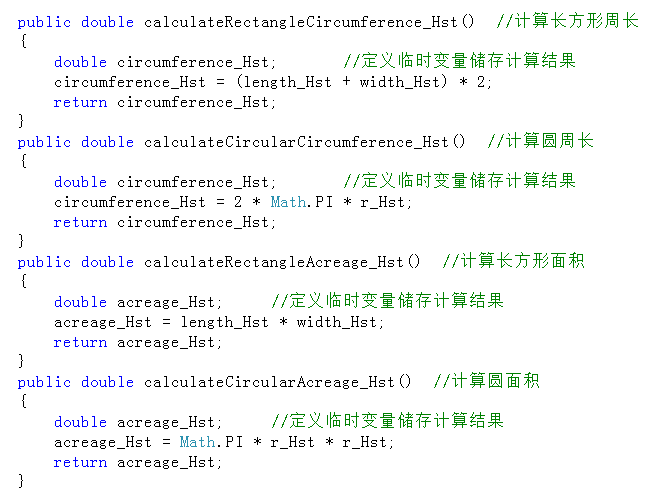 public double calculateRectangleCircumference_Hst()  //计算长方形周长
{
    double circumference_Hst;        //定义临时变量储存计算结果
    circumference_Hst = (length_Hst + width_Hst) * 2;
    return circumference_Hst;
}
public double calculateCircularCircumference_Hst()  //计算圆周长
{
    double circumference_Hst;        //定义临时变量储存计算结果
    circumference_Hst = 2 * Math.PI * r_Hst;
    return circumference_Hst;
}
public double calculateRectangleAcreage_Hst()  //计算长方形面积
{
    double acreage_Hst;      //定义临时变量储存计算结果
    acreage_Hst = length_Hst * width_Hst;
    return acreage_Hst;
}
public double calculateCircularAcreage_Hst()  //计算圆面积
{
    double acreage_Hst;      //定义临时变量储存计算结果
    acreage_Hst = Math.PI * r_Hst * r_Hst;
    return acreage_Hst;
}